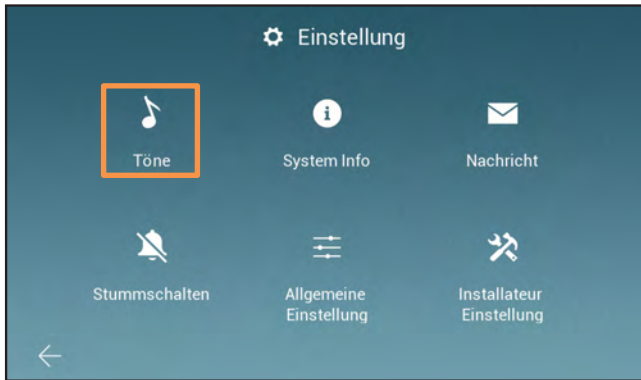 Einstellung
Töne
System Info
Nachricht
Stummschalten
Allgemeine
Einstellung
Installateur
Einstellung